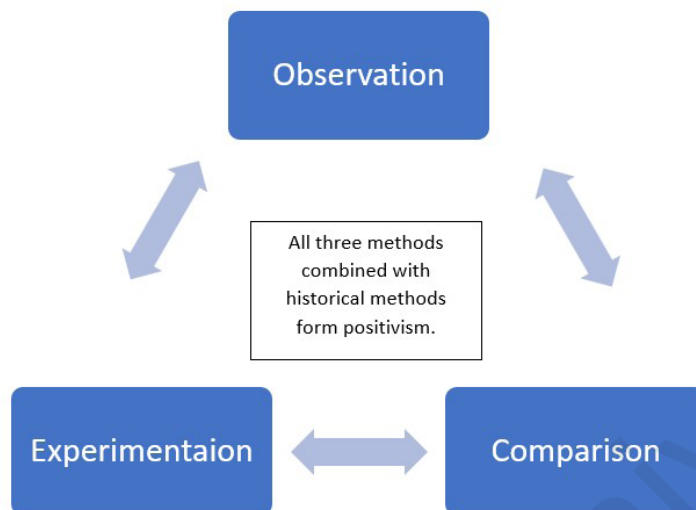 Observation
All three methods
combined with
historical methods
form positivism.
Experimentaion
Comparison